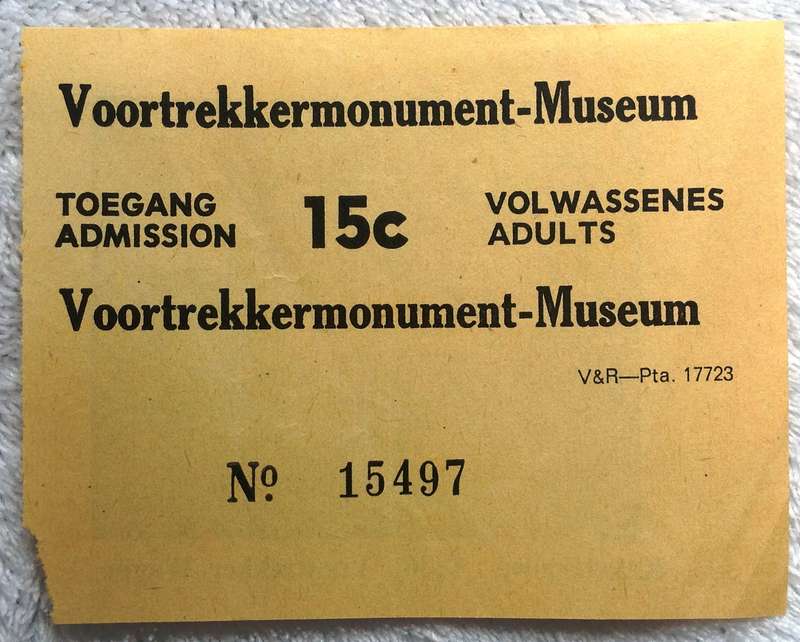 Voortrekkermonument-Museum
TOEGANG 15c VOLWASSENES
ADMISSION ADULTS
Voortrekkermonument-Museum
V&R—Pta. 17723
Nº. 15497